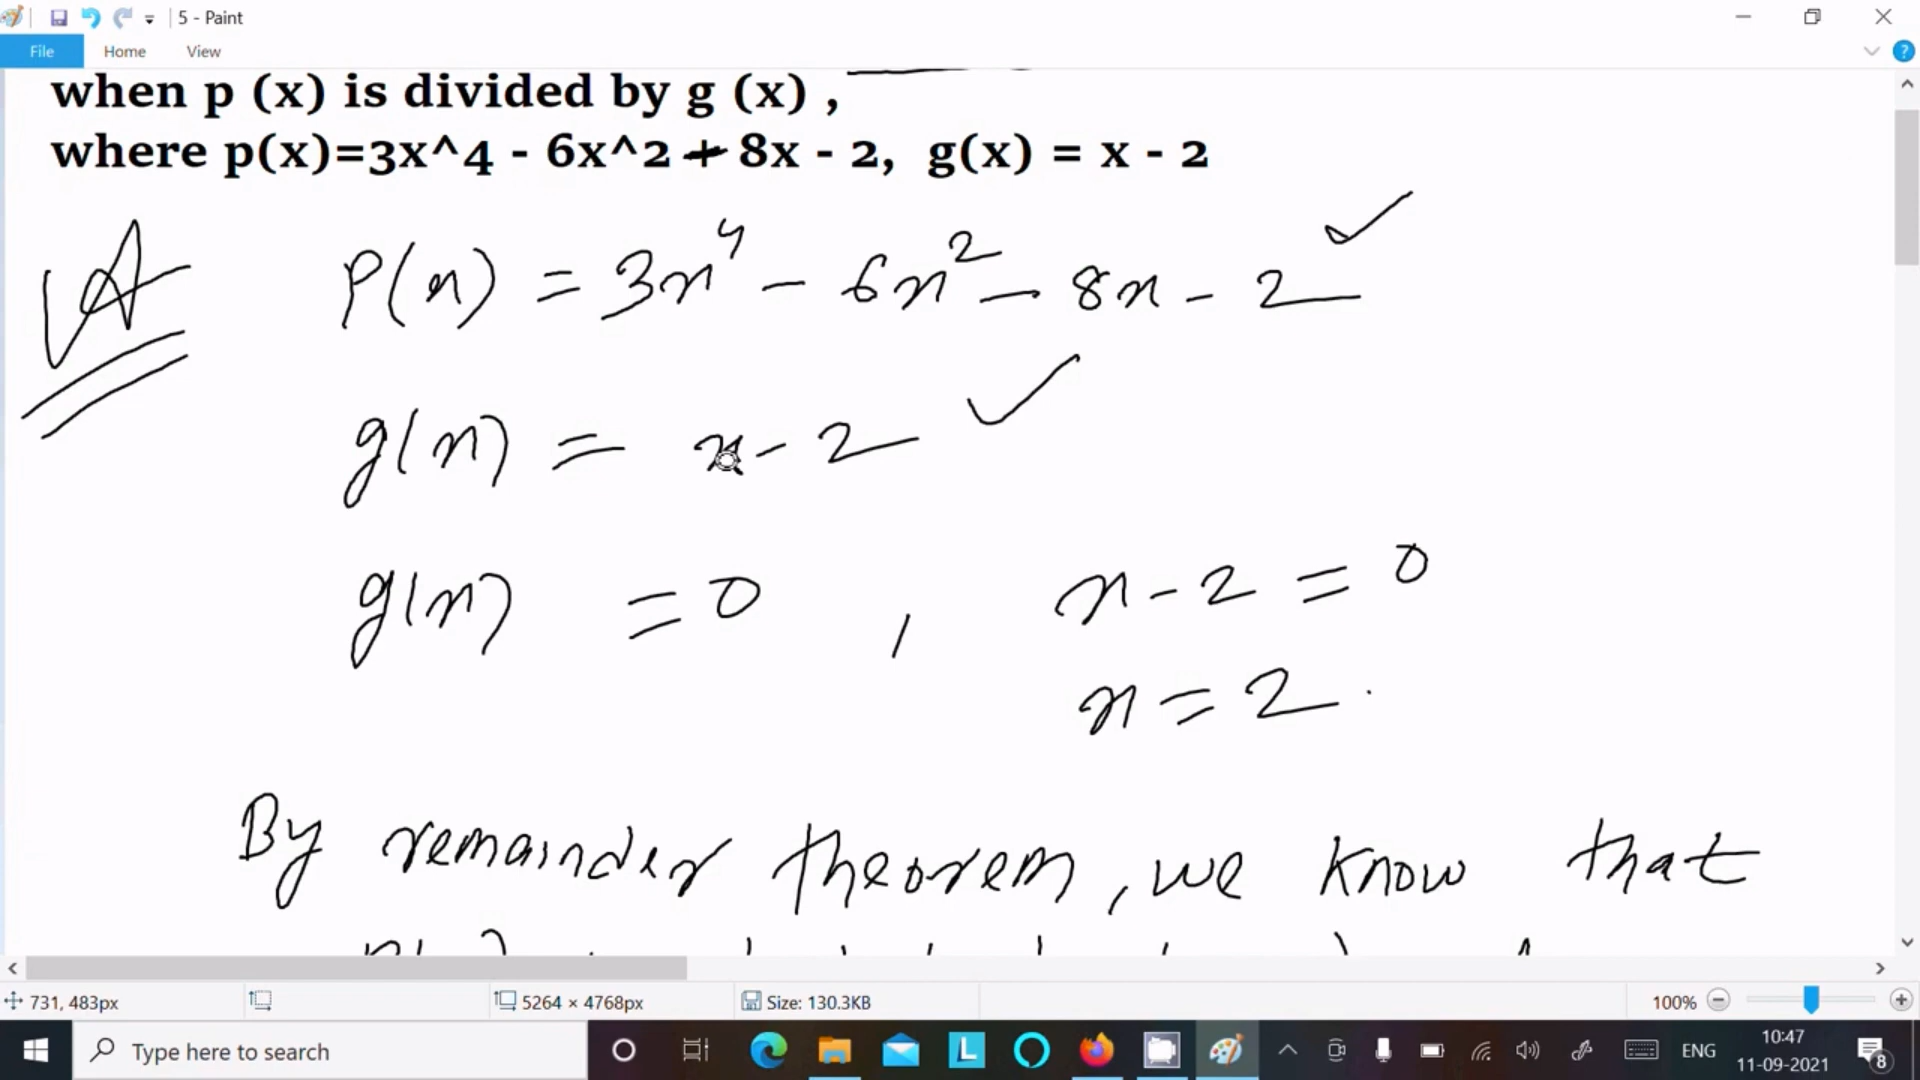 5 - Paint
File Home View
when p (x) is divided by g (x) ,
where p(x)=3x^4 - 6x^2 + 8x - 2, g(x) = x - 2
A
P(x) = 3x⁴ - 6x² - 8x - 2 ✓
g(x) = x - 2 ✓
g(x) = 0 , x - 2 = 0
x = 2 .
By remainder theorem, we know that
731, 483px 5264 × 4768px Size: 130.3KB 100%
Type here to search L ENG 10:47
11-09-2021 8